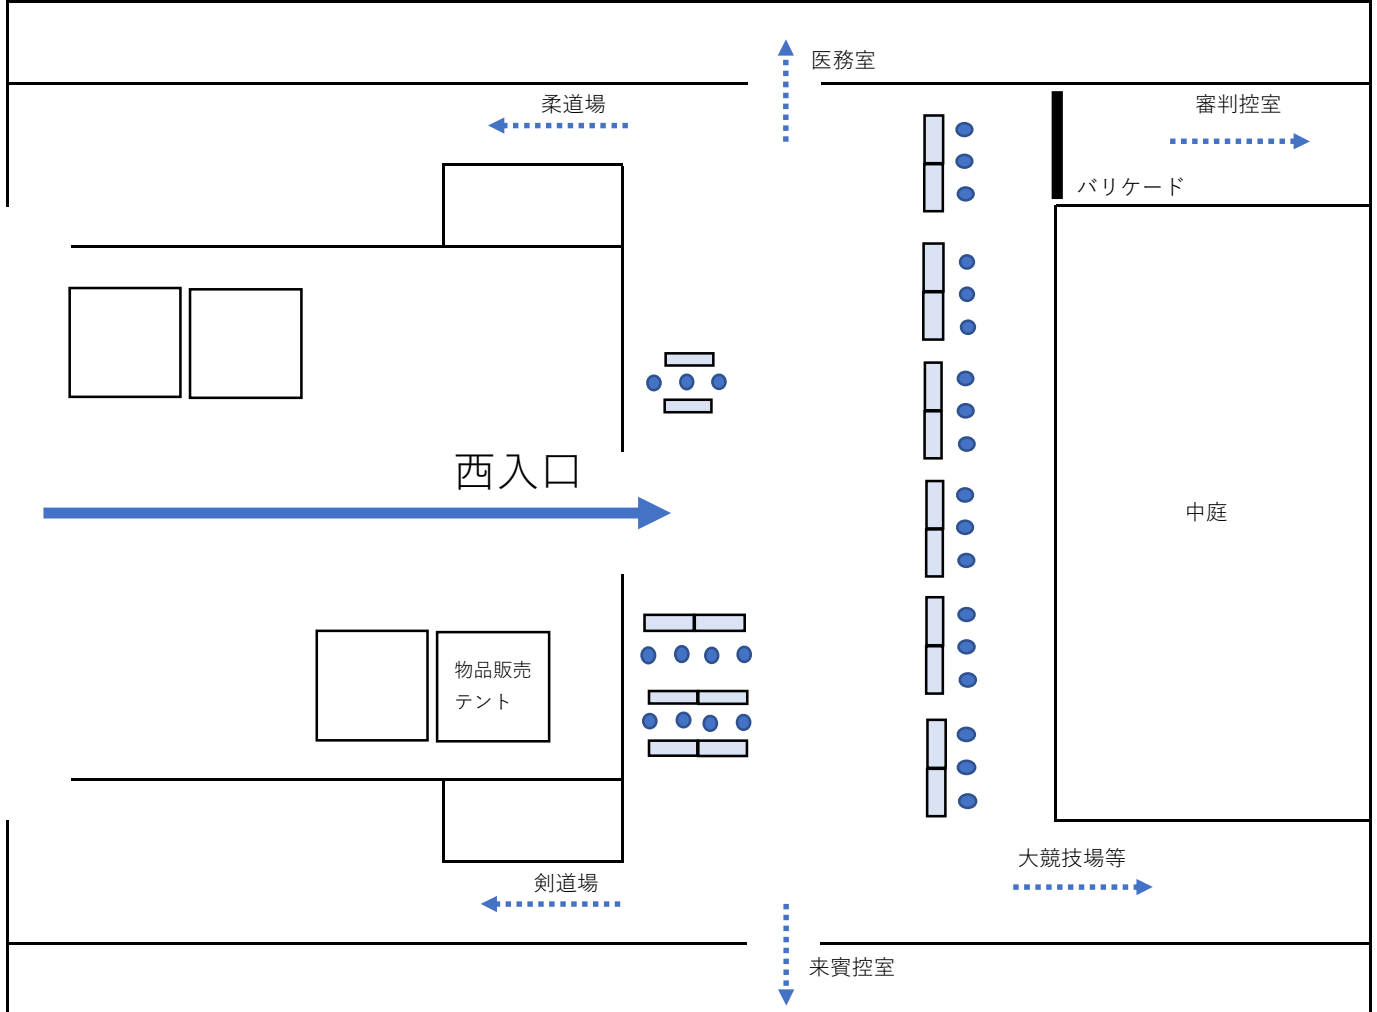 医務室
柔道場
審判控室
バリケード
西入口
中庭
物品販売
テント
大競技場等
剣道場
来賓控室